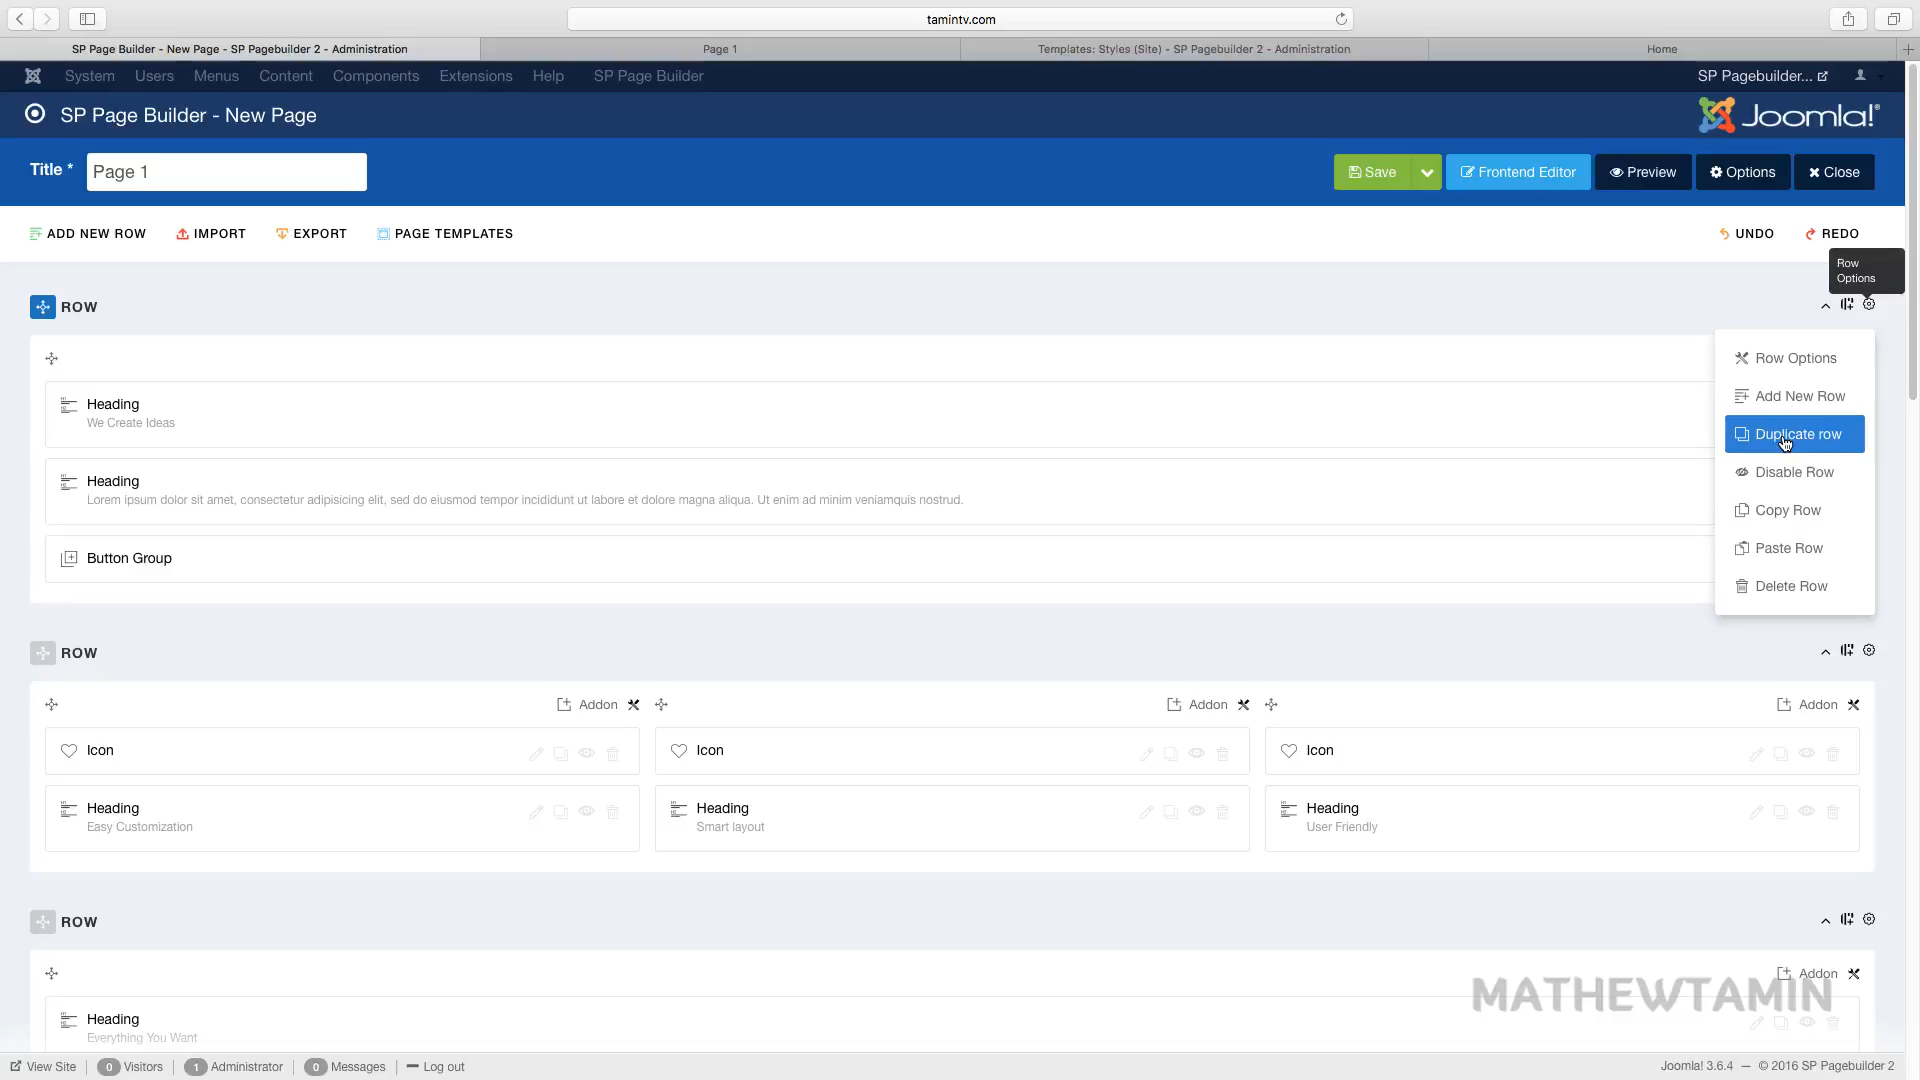 tamintv.com
SP Page Builder - New Page - SP Pagebuilder 2 - Administration
Page 1
Templates: Styles (Site) - SP Pagebuilder 2 - Administration
Home
System Users Menus Content Components Extensions Help SP Page Builder
SP Pagebuilder...
SP Page Builder - New Page
Joomla!®
Title *
Page 1
Save
Frontend Editor
Preview
Options
Close
ADD NEW ROW IMPORT EXPORT PAGE TEMPLATES
UNDO REDO
Row
Options
ROW
Row Options
Add New Row
Duplicate row
Disable Row
Copy Row
Paste Row
Delete Row
Heading
We Create Ideas
Heading
Lorem ipsum dolor sit amet, consectetur adipisicing elit, sed do eiusmod tempor incididunt ut labore et dolore magna aliqua. Ut enim ad minim veniamquis nostrud.
Button Group
ROW
Addon Addon Addon
Icon Icon Icon
Heading Heading Heading
Easy Customization Smart layout User Friendly
ROW
Addon
Heading
Everything You Want
MATHEWTAMIN
View Site 0 Visitors 1 Administrator 0 Messages Log out
Joomla! 3.6.4 — © 2016 SP Pagebuilder 2